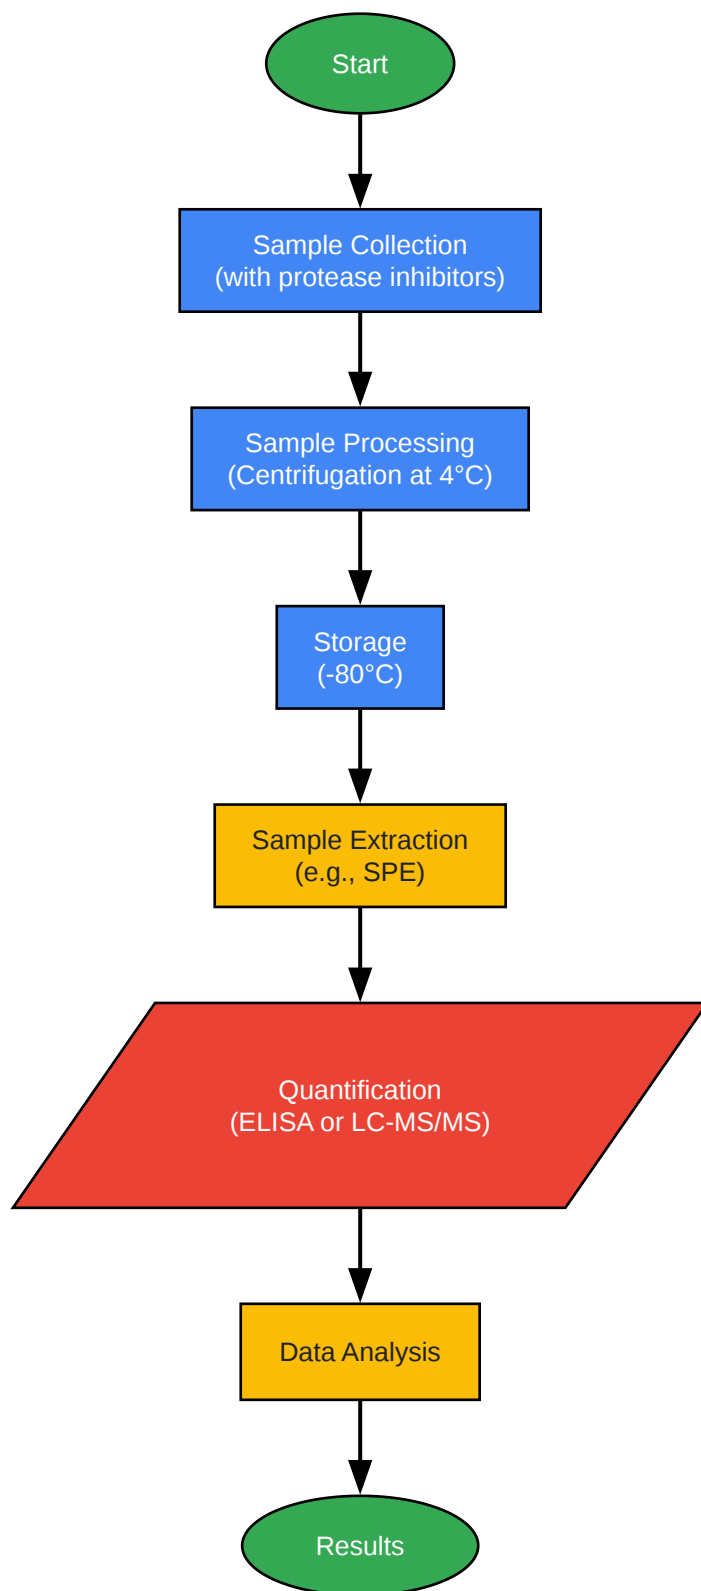 Start
Sample Collection
(with protease inhibitors)
Sample Processing
(Centrifugation at 4°C)
Storage
(-80°C)
Sample Extraction
(e.g., SPE)
Quantification
(ELISA or LC-MS/MS)
Data Analysis
Results